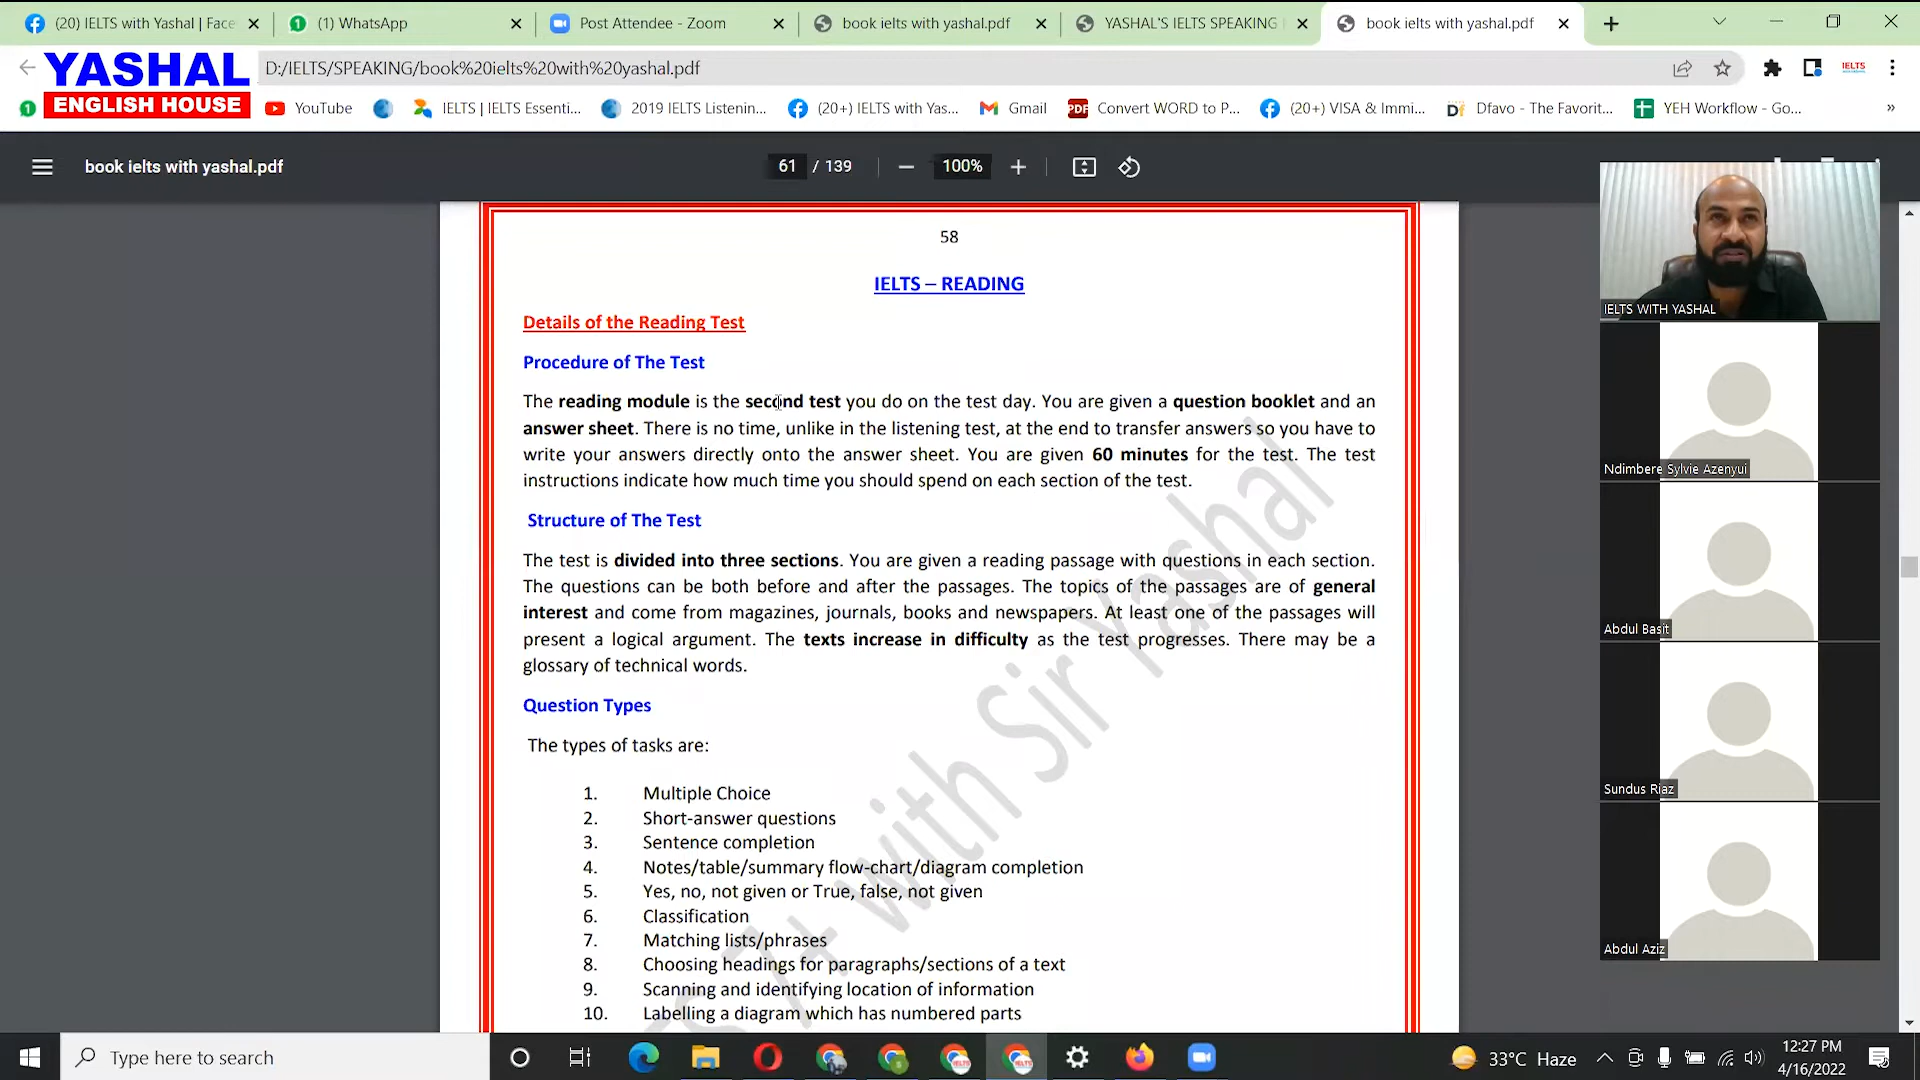 (20) IELTS with Yashal | Face
(1) WhatsApp
Post Attendee - Zoom
book ielts with yashal.pdf
YASHAL'S IELTS SPEAKING
book ielts with yashal.pdf
YASHAL
ENGLISH HOUSE
D:/IELTS/SPEAKING/book%20ielts%20with%20yashal.pdf
IELTS
YouTube
IELTS | IELTS Essenti...
2019 IELTS Listenin...
(20+) IELTS with Yas...
Gmail
Convert WORD to P...
(20+) VISA & Immi...
Dfavo - The Favorit...
YEH Workflow - Go...
book ielts with yashal.pdf
61 / 139
100%
58
IELTS – READING
Details of the Reading Test
Procedure of The Test
The reading module is the second test you do on the test day. You are given a question booklet and an
answer sheet. There is no time, unlike in the listening test, at the end to transfer answers so you have to
write your answers directly onto the answer sheet. You are given 60 minutes for the test. The test
instructions indicate how much time you should spend on each section of the test.
Structure of The Test
The test is divided into three sections. You are given a reading passage with questions in each section.
The questions can be both before and after the passages. The topics of the passages are of general
interest and come from magazines, journals, books and newspapers. At least one of the passages will
present a logical argument. The texts increase in difficulty as the test progresses. There may be a
glossary of technical words.
Question Types
The types of tasks are:
1. Multiple Choice
2. Short-answer questions
3. Sentence completion
4. Notes/table/summary flow-chart/diagram completion
5. Yes, no, not given or True, false, not given
6. Classification
7. Matching lists/phrases
8. Choosing headings for paragraphs/sections of a text
9. Scanning and identifying location of information
10. Labelling a diagram which has numbered parts
7+ with Sir Yashal
IELTS WITH YASHAL
Ndimbere Sylvie Azenyui
Abdul Basit
Sundus Riaz
Abdul Aziz
Type here to search
33°C Haze
12:27 PM
4/16/2022